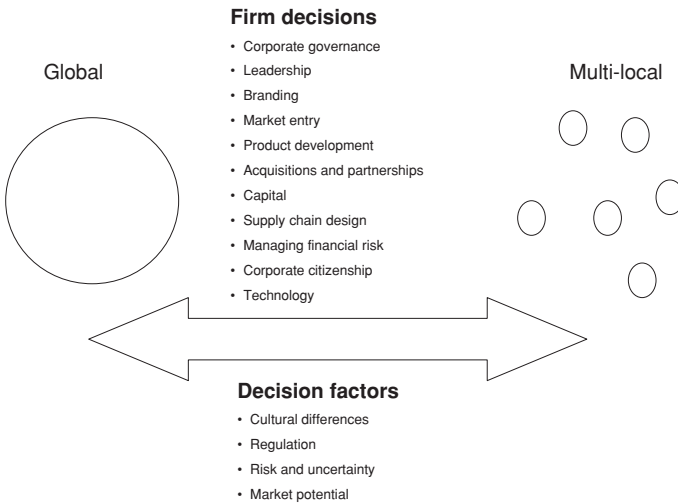 Firm decisions
• Corporate governance
Global
• Leadership
Multi-local
• Branding
• Market entry
• Product development
• Acquisitions and partnerships
• Capital
• Supply chain design
• Managing financial risk
• Corporate citizenship
• Technology
Decision factors
• Cultural differences
• Regulation
• Risk and uncertainty
• Market potential